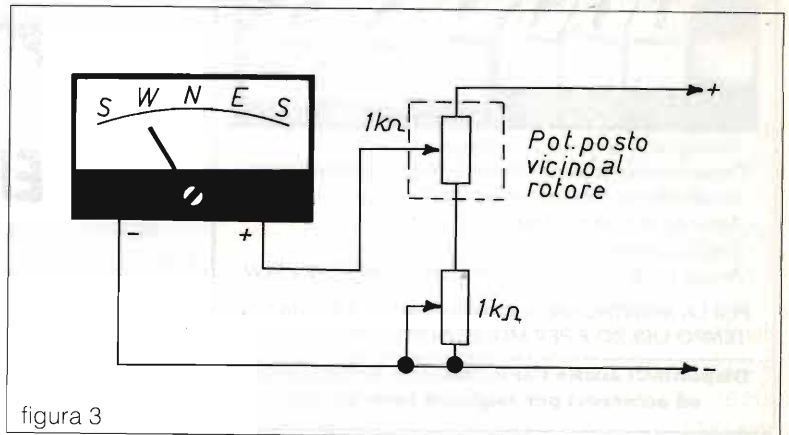 S W N E S
- +
1kΩ
Pot. posto
vicino al
rotore
+
1kΩ
-
figura 3